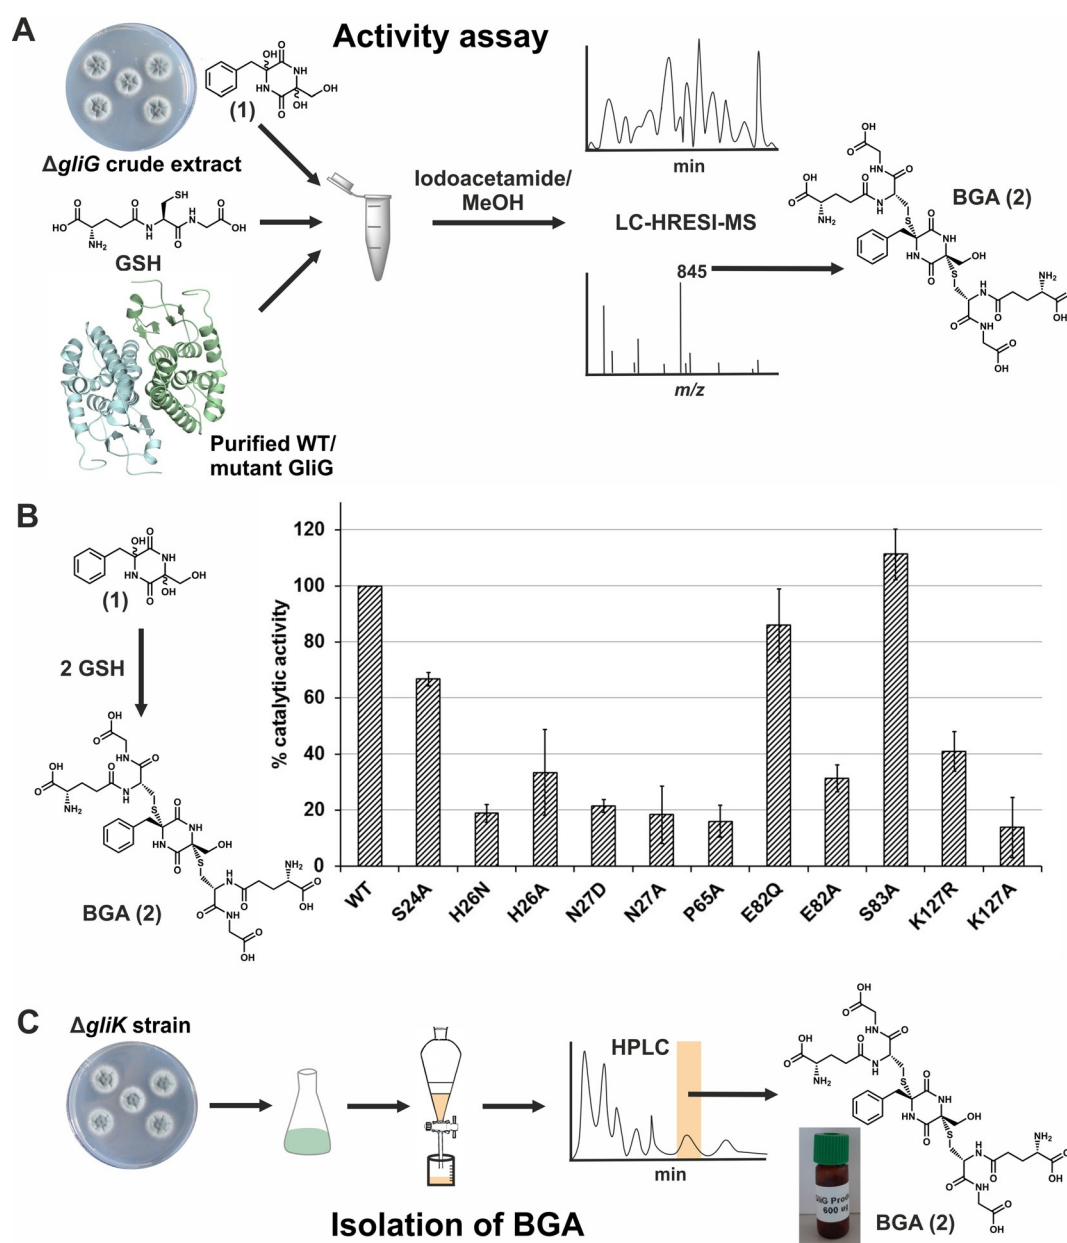 A
Activity assay
(1)
ΔgliG crude extract
GSH
Purified WT/
mutant GliG
Iodoacetamide/
MeOH
min
LC-HRESI-MS
845
m/z
BGA (2)
B
(1)
2 GSH
BGA (2)
% catalytic activity
120
100
80
60
40
20
0
WT
S24A
H26N
H26A
N27D
N27A
P65A
E82Q
E82A
S83A
K127R
K127A
C
ΔgliK strain
HPLC
min
600
BGA (2)
Isolation of BGA